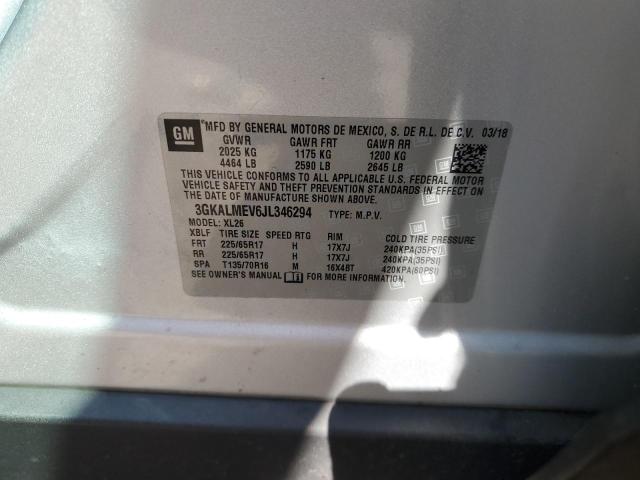 GM
*MFD BY GENERAL MOTORS DE MEXICO, S. DE R.L. DE C.V. 03/18
GVWR GAWR FRT GAWR RR
2025 KG 1175 KG 1200 KG
4464 LB 2590 LB 2645 LB
THIS VEHICLE CONFORMS TO ALL APPLICABLE U.S. FEDERAL MOTOR
VEHICLE SAFETY AND THEFT PREVENTION STANDARDS IN EFFECT ON
THE DATE OF MANUFACTURE SHOWN ABOVE.
3GKALMEV6JL346294 TYPE: M.P.V.
MODEL: XL26
XBLF TIRE SIZE SPEED RTG RIM COLD TIRE PRESSURE
FRT 225/65R17 H 17X7J 240KPA(35PSI)
RR 225/65R17 H 17X7J 240KPA(35PSI)
SPA T135/70R16 M 16X4BT 420KPA(60PSI)
SEE OWNER'S MANUAL FOR ADDITIONAL INFORMATION.